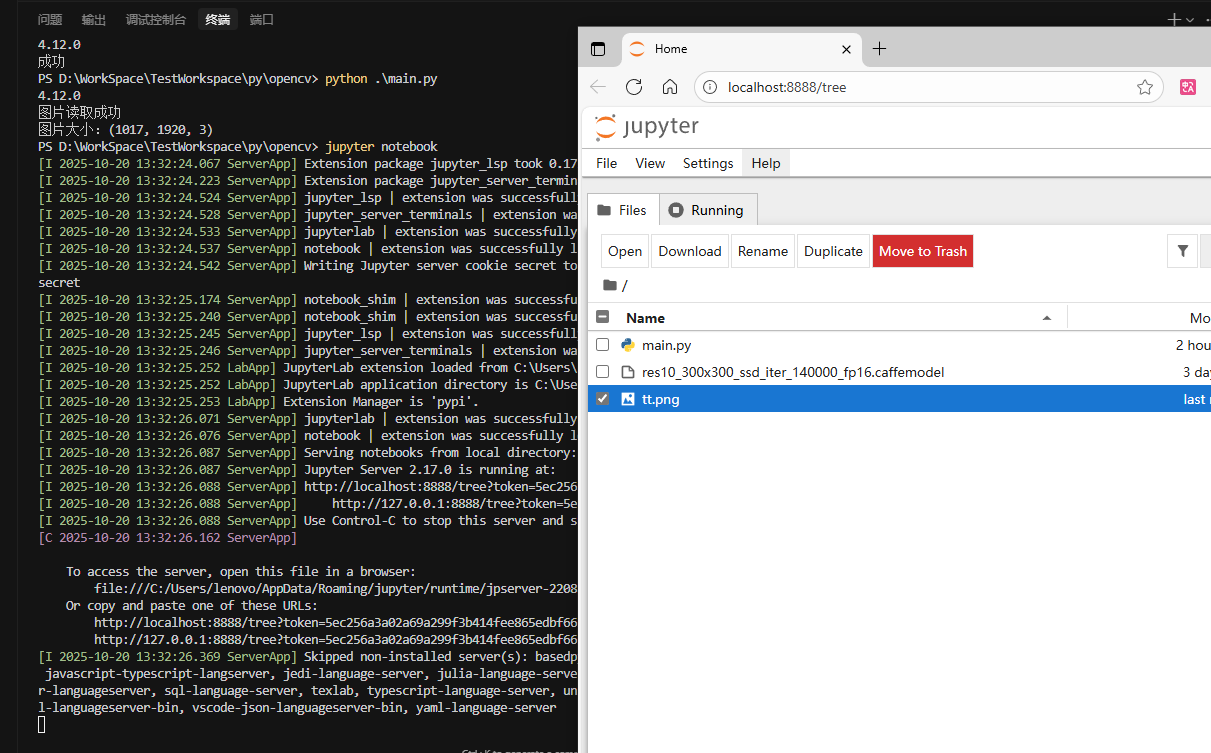 问题 输出 调试控制台 终端 端口
4.12.0
成功
PS D:\WorkSpace\TestWorkspace\py\opencv> python .\main.py
4.12.0
图片读取成功
图片大小: (1017, 1920, 3)
PS D:\WorkSpace\TestWorkspace\py\opencv> jupyter notebook
[I 2025-10-20 13:32:24.067 ServerApp] Extension package jupyter_lsp took 0.17
[I 2025-10-20 13:32:24.223 ServerApp] Extension package jupyter_server_termin
[I 2025-10-20 13:32:24.524 ServerApp] jupyter_lsp | extension was successfull
[I 2025-10-20 13:32:24.528 ServerApp] jupyter_server_terminals | extension wa
[I 2025-10-20 13:32:24.533 ServerApp] jupyterlab | extension was successfully
[I 2025-10-20 13:32:24.537 ServerApp] notebook | extension was successfully l
[I 2025-10-20 13:32:24.542 ServerApp] Writing Jupyter server cookie secret to
secret
[I 2025-10-20 13:32:25.174 ServerApp] notebook_shim | extension was successfu
[I 2025-10-20 13:32:25.240 ServerApp] notebook_shim | extension was successfu
[I 2025-10-20 13:32:25.245 ServerApp] jupyter_lsp | extension was successfull
[I 2025-10-20 13:32:25.246 ServerApp] jupyter_server_terminals | extension wa
[I 2025-10-20 13:32:25.252 LabApp] JupyterLab extension loaded from C:\Users\
[I 2025-10-20 13:32:25.252 LabApp] JupyterLab application directory is C:\Use
[I 2025-10-20 13:32:25.253 LabApp] Extension Manager is 'pypi'.
[I 2025-10-20 13:32:26.071 ServerApp] jupyterlab | extension was successfully
[I 2025-10-20 13:32:26.076 ServerApp] notebook | extension was successfully l
[I 2025-10-20 13:32:26.087 ServerApp] Serving notebooks from local directory:
[I 2025-10-20 13:32:26.087 ServerApp] Jupyter Server 2.17.0 is running at:
[I 2025-10-20 13:32:26.088 ServerApp] http://localhost:8888/tree?token=5ec256
[I 2025-10-20 13:32:26.088 ServerApp]     http://127.0.0.1:8888/tree?token=5e
[I 2025-10-20 13:32:26.088 ServerApp] Use Control-C to stop this server and s
[C 2025-10-20 13:32:26.162 ServerApp]
To access the server, open this file in a browser:
file:///C:/Users/lenovo/AppData/Roaming/jupyter/runtime/jpserver-2208
Or copy and paste one of these URLs:
http://localhost:8888/tree?token=5ec256a3a02a69a299f3b414fee865edbf66
http://127.0.0.1:8888/tree?token=5ec256a3a02a69a299f3b414fee865edbf66
[I 2025-10-20 13:32:26.369 ServerApp] Skipped non-installed server(s): basedp
javascript-typescript-langserver, jedi-language-server, julia-language-serve
r-languageserver, sql-language-server, texlab, typescript-language-server, un
l-languageserver-bin, vscode-json-languageserver-bin, yaml-language-server
Home
localhost:8888/tree
jupyter
File View Settings Help
Files Running
Open Download Rename Duplicate Move to Trash
/
Name Mo
main.py 2 hou
res10_300x300_ssd_iter_140000_fp16.caffemodel 3 da
tt.png last